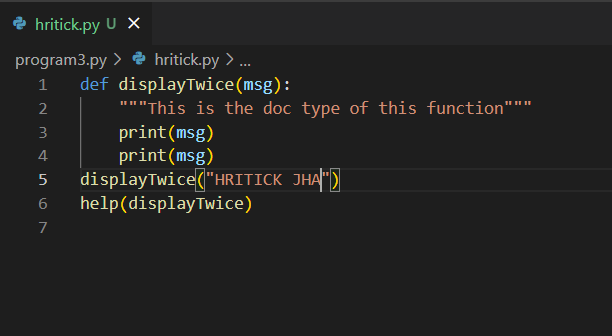 hritick.py U ×
program3.py > hritick.py > ...
1 def displayTwice(msg):
2     """This is the doc type of this function"""
3     print(msg)
4     print(msg)
5 displayTwice("HRITICK JHA")
6 help(displayTwice)
7